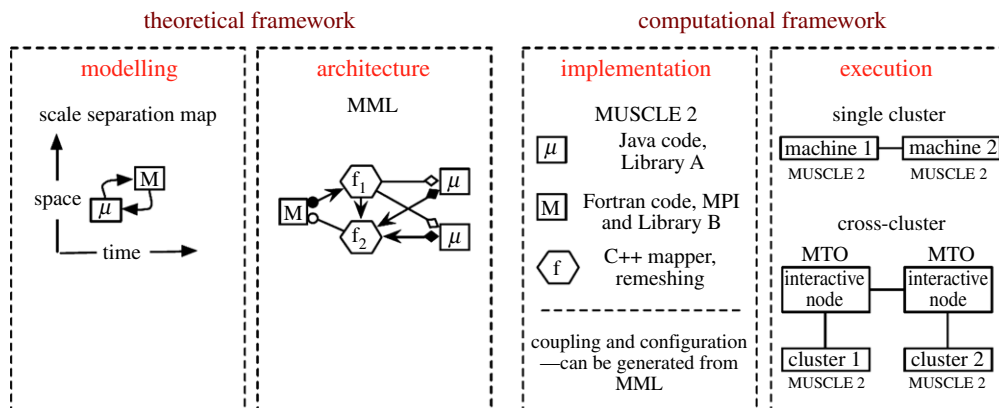 theoretical framework
computational framework
modelling
scale separation map
space
time
M
μ
architecture
MML
f1
M
f2
μ
μ
implementation
MUSCLE 2
μ
Java code,
Library A
M
Fortran code, MPI
and Library B
f
C++ mapper,
remeshing
coupling and configuration
—can be generated from
MML
execution
single cluster
machine 1
machine 2
MUSCLE 2
MUSCLE 2
cross-cluster
MTO
MTO
interactive
node
interactive
node
cluster 1
cluster 2
MUSCLE 2
MUSCLE 2